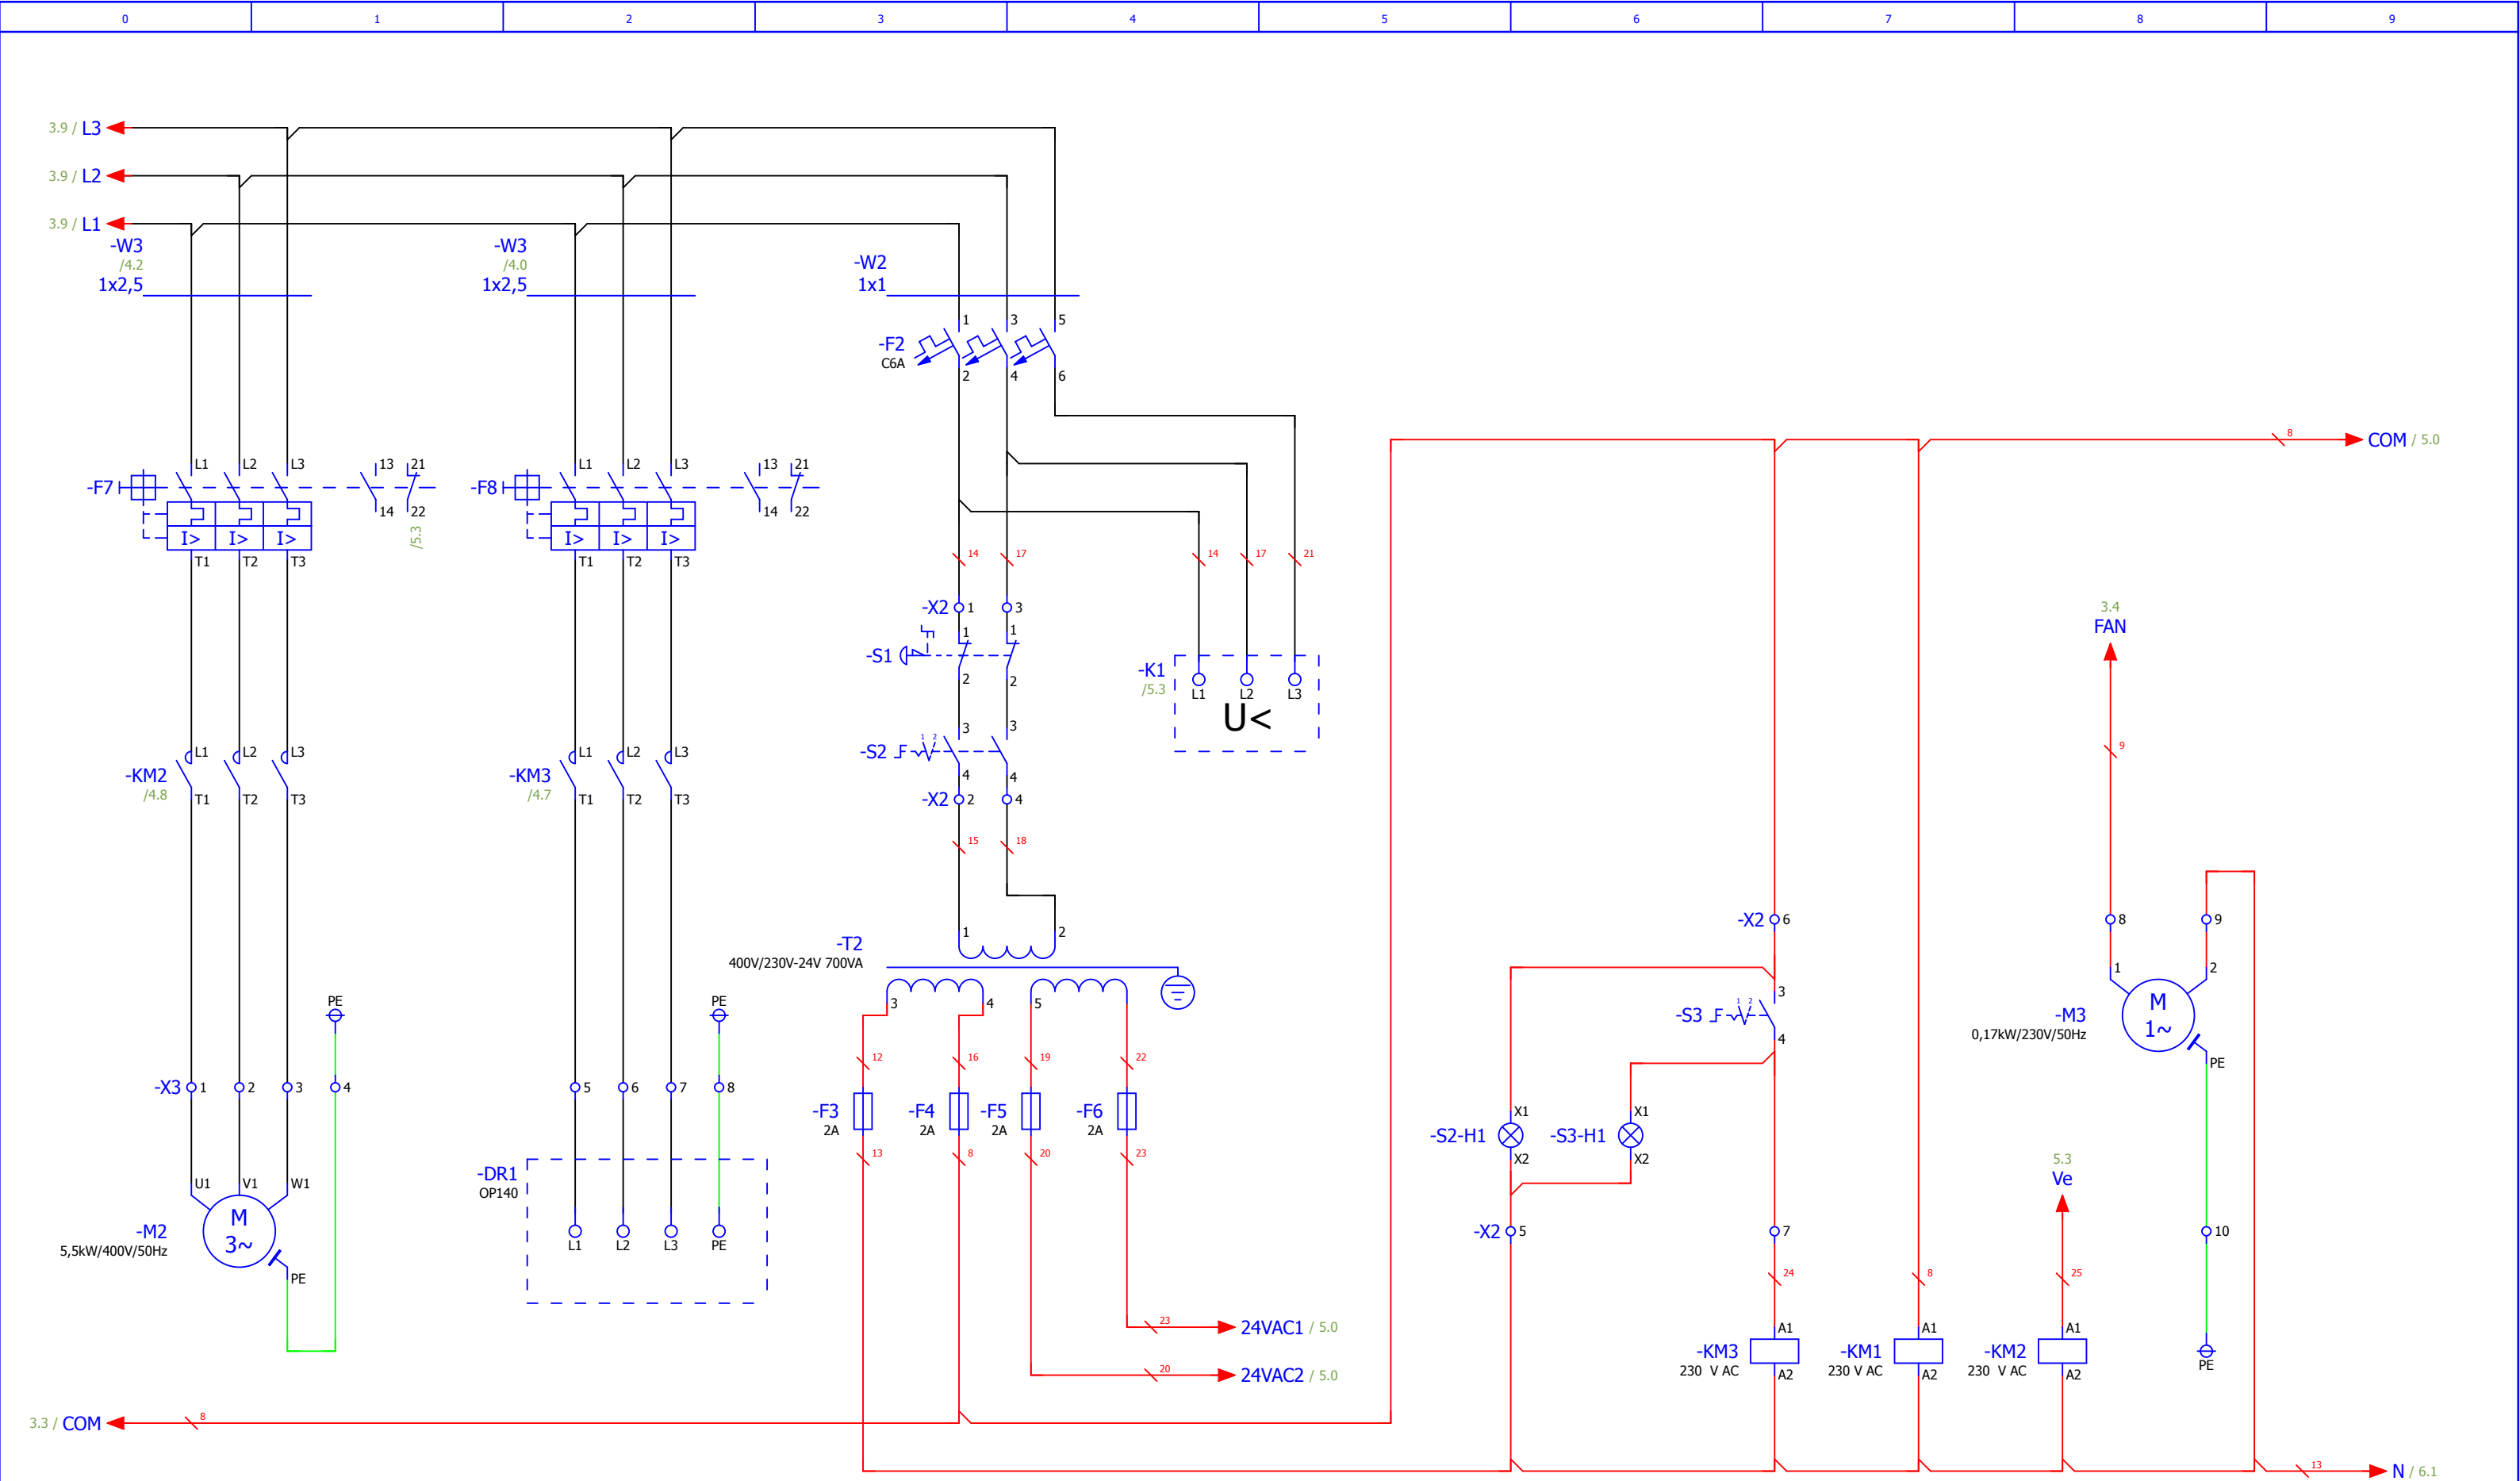 0 1 2 3 4 5 6 7 8 9
3.9 / L3
3.9 / L2
3.9 / L1
-W3
/4.2
1x2,5
-W3
/4.0
1x2,5
-W2
1x1
1 3 5
-F2
C6A
2 4 6
8
COM / 5.0
L1 L2 L3 13 21
-F7
14 22
I> I> I>
/5.3
T1 T2 T3
L1 L2 L3 13 21
-F8
14 22
I> I> I>
T1 T2 T3
14 17 14 17 21
-X2 1 3
1 1
-S1
2 2
-K1
/5.3
L1 L2 L3
U<
3.4
FAN
9
L1 L2 L3
-KM2
/4.8
T1 T2 T3
L1 L2 L3
-KM3
/4.7
T1 T2 T3
3 3
-S2 1 2
4 4
-X2 2 4
15 18
1 2
-T2
400V/230V-24V 700VA
3 4 5
-X2 6
8 9
1 2
3
-S3 1 2
4
M
1~
-M3
0,17kW/230V/50Hz
PE
PE
PE
12 16 19 22
-X3 1 2 3 4
5 6 7 8
-F3
2A
-F4
2A
-F5
2A
-F6
2A
13 8 20 23
X1 X1
-S2-H1 -S3-H1
X2 X2
5.3
Ve
U1 V1 W1
M
3~
-M2
5,5kW/400V/50Hz
PE
-DR1
OP140
L1 L2 L3 PE
-X2 5
7
10
24 8 25
23
24VAC1 / 5.0
20
24VAC2 / 5.0
A1 A1 A1
-KM3
230 V AC
-KM1
230 V AC
-KM2
230 V AC
A2 A2 A2
PE
3.3 / COM
8
13
N / 6.1